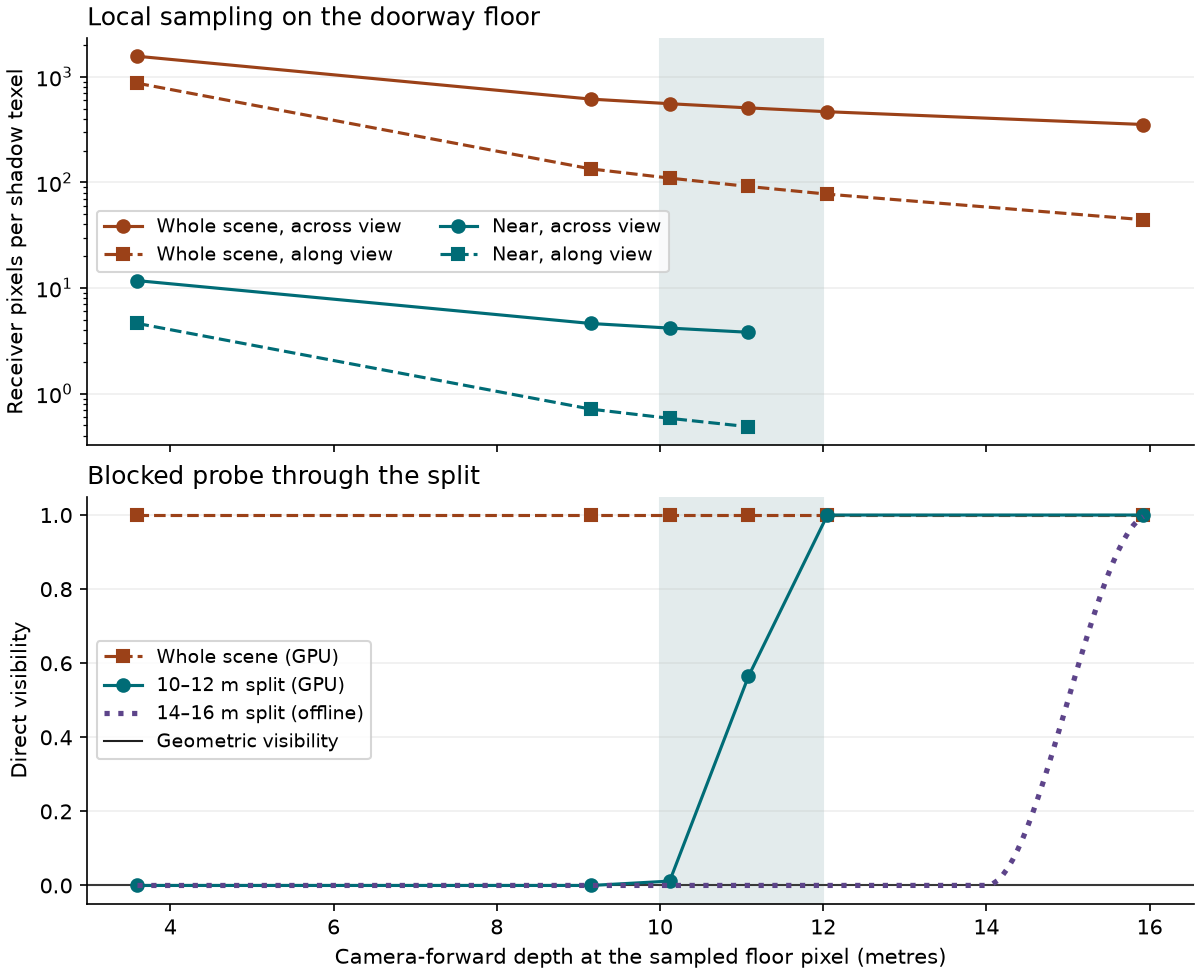 Local sampling on the doorway floor
Receiver pixels per shadow texel
10³
10²
10¹
10⁰
Whole scene, across view
Whole scene, along view
Near, across view
Near, along view
Blocked probe through the split
Direct visibility
1.0
0.8
0.6
0.4
0.2
0.0
Whole scene (GPU)
10–12 m split (GPU)
14–16 m split (offline)
Geometric visibility
4 6 8 10 12 14 16
Camera-forward depth at the sampled floor pixel (metres)